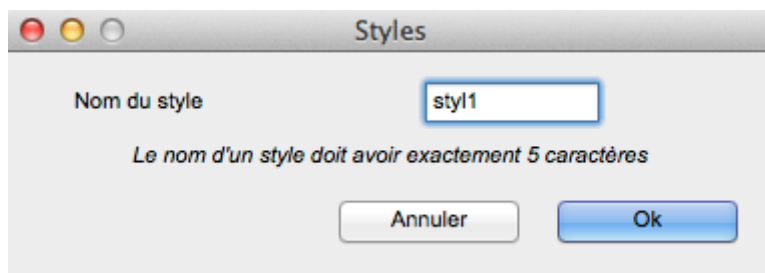 Styles
Nom du style styl1
Le nom d'un style doit avoir exactement 5 caractères
Annuler Ok